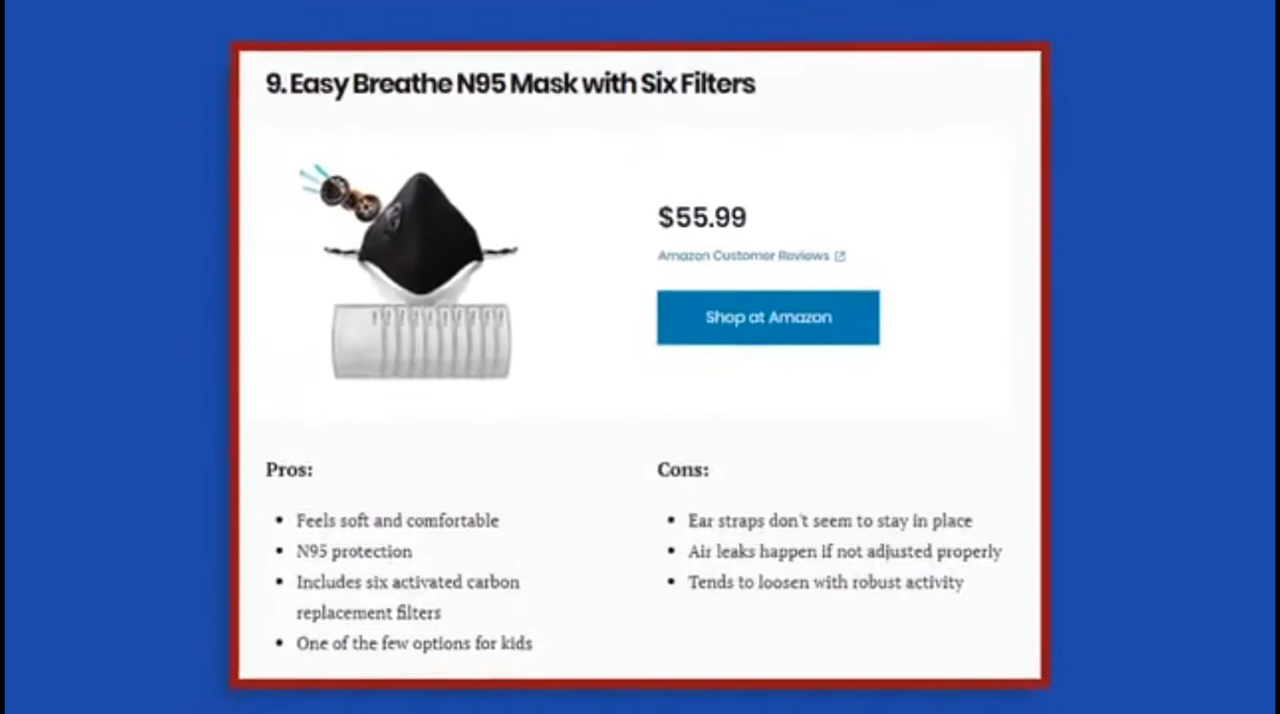 9. Easy Breathe N95 Mask with Six Filters
$55.99
Amazon Customer Reviews
Shop at Amazon
Pros:
Feels soft and comfortable
N95 protection
Includes six activated carbon
replacement filters
One of the few options for kids
Cons:
Ear straps don't seem to stay in place
Air leaks happen if not adjusted properly
Tends to loosen with robust activity